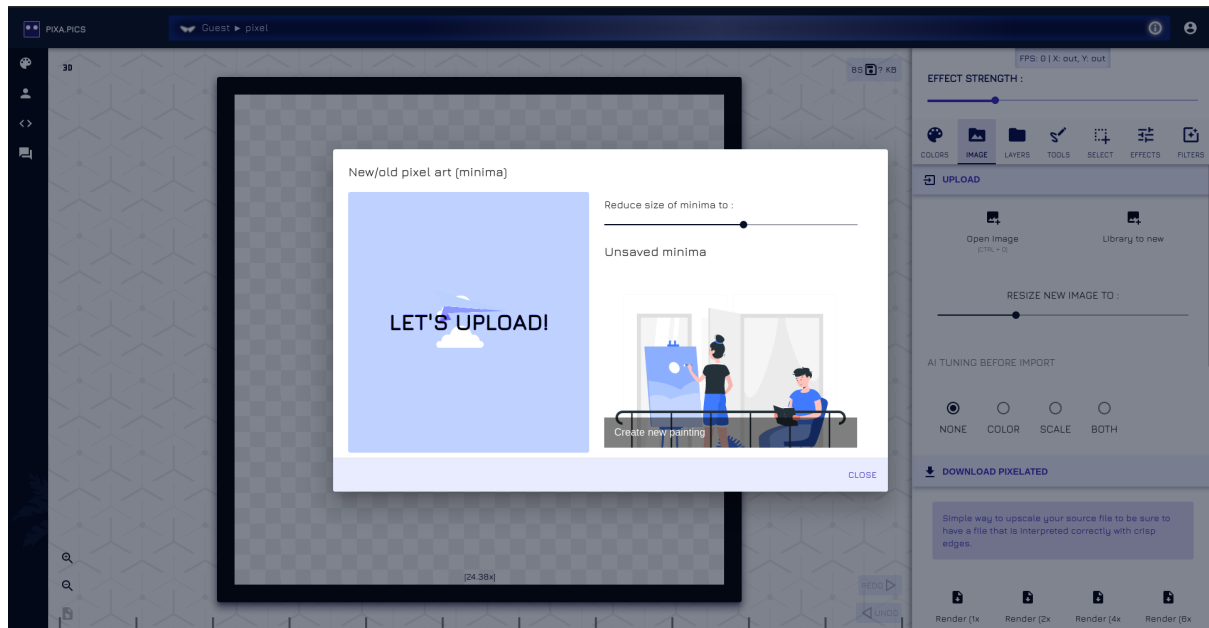 PIXA.PICS
Guest ► pixel
3D
BS ? KB
FPS: 0 | X: out, Y: out
EFFECT STRENGTH :
COLORS IMAGE LAYERS TOOLS SELECT EFFECTS FILTERS
UPLOAD
Open image
[CTRL + O]
Library to new
RESIZE NEW IMAGE TO :
AI TUNING BEFORE IMPORT
NONE COLOR SCALE BOTH
DOWNLOAD PIXELATED
Simple way to upscale your source file to be sure to
have a file that is interpreted correctly with crisp
edges.
Render (1x Render (2x Render (4x Render (6x
New/old pixel art (minima)
LET'S UPLOAD!
Reduce size of minima to :
Unsaved minima
Create new painting
CLOSE
[24.38x]
REDO
UNDO